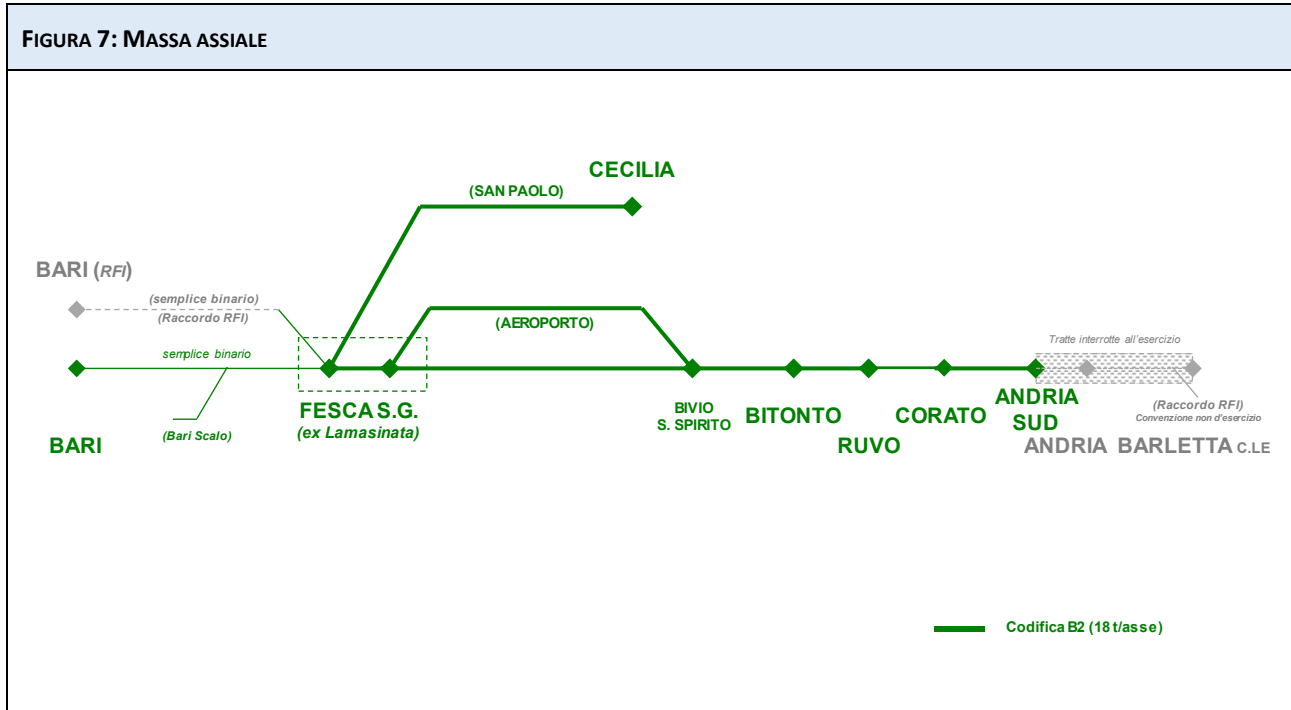 FIGURA 7: MASSA ASSIALE
CECILIA
(SAN PAOLO)
BARI (RFI)
(semplice binario)
(Raccordo RFI)
(AEROPORTO)
semplice binario
Tratte interrotte all'esercizio
(Bari Scalo)
FESCA S.G.
(ex Lamasinata)
BARI
BIVIO
S. SPIRITO
BITONTO
RUVO
CORATO
ANDRIA
SUD
(Raccordo RFI)
Convenzione non d'esercizio
ANDRIA
BARLETTA C.LE
Codifica B2 (18 t/asse)